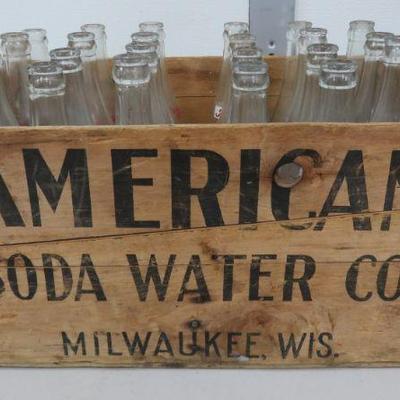 AMERICAN
SODA WATER CO
MILWAUKEE, WIS.